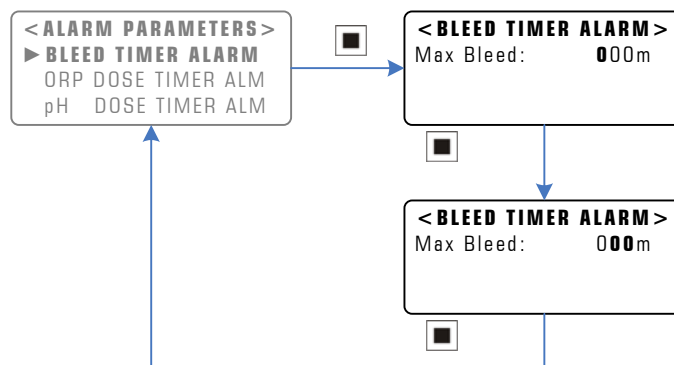 <ALARM PARAMETERS>
►BLEED TIMER ALARM
ORP DOSE TIMER ALM
pH DOSE TIMER ALM
<BLEED TIMER ALARM>
Max Bleed: 000m
<BLEED TIMER ALARM>
Max Bleed: 000m